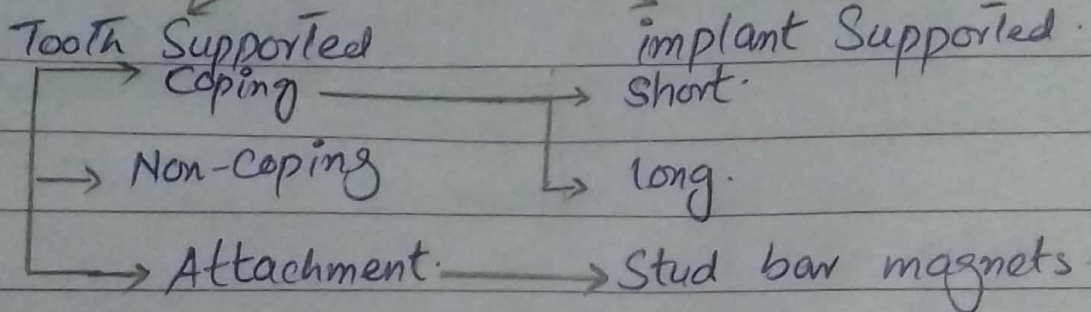 Tooth Supported implant Supported.
Coping → Short.
→ Non-Coping → long.
→ Attachment. → Stud bar magnets